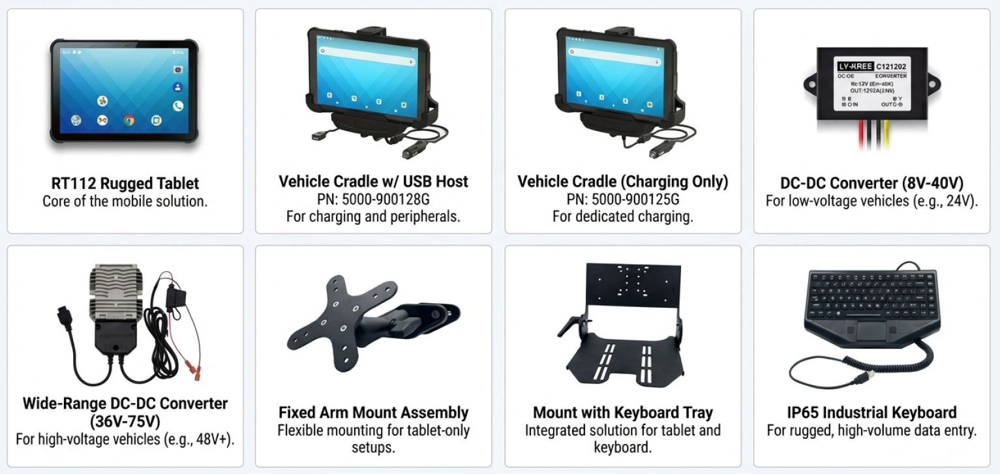 RT112 Rugged Tablet
Core of the mobile solution.
Vehicle Cradle w/ USB Host
PN: 5000-900128G
For charging and peripherals.
Vehicle Cradle (Charging Only)
PN: 5000-900125G
For dedicated charging.
C121202
DC-DC Converter (8V-40V)
For low-voltage vehicles (e.g., 24V).
Wide-Range DC-DC Converter
(36V-75V)
For high-voltage vehicles (e.g., 48V+).
Fixed Arm Mount Assembly
Flexible mounting for tablet-only
setups.
Mount with Keyboard Tray
Integrated solution for tablet and
keyboard.
IP65 Industrial Keyboard
For rugged, high-volume data entry.